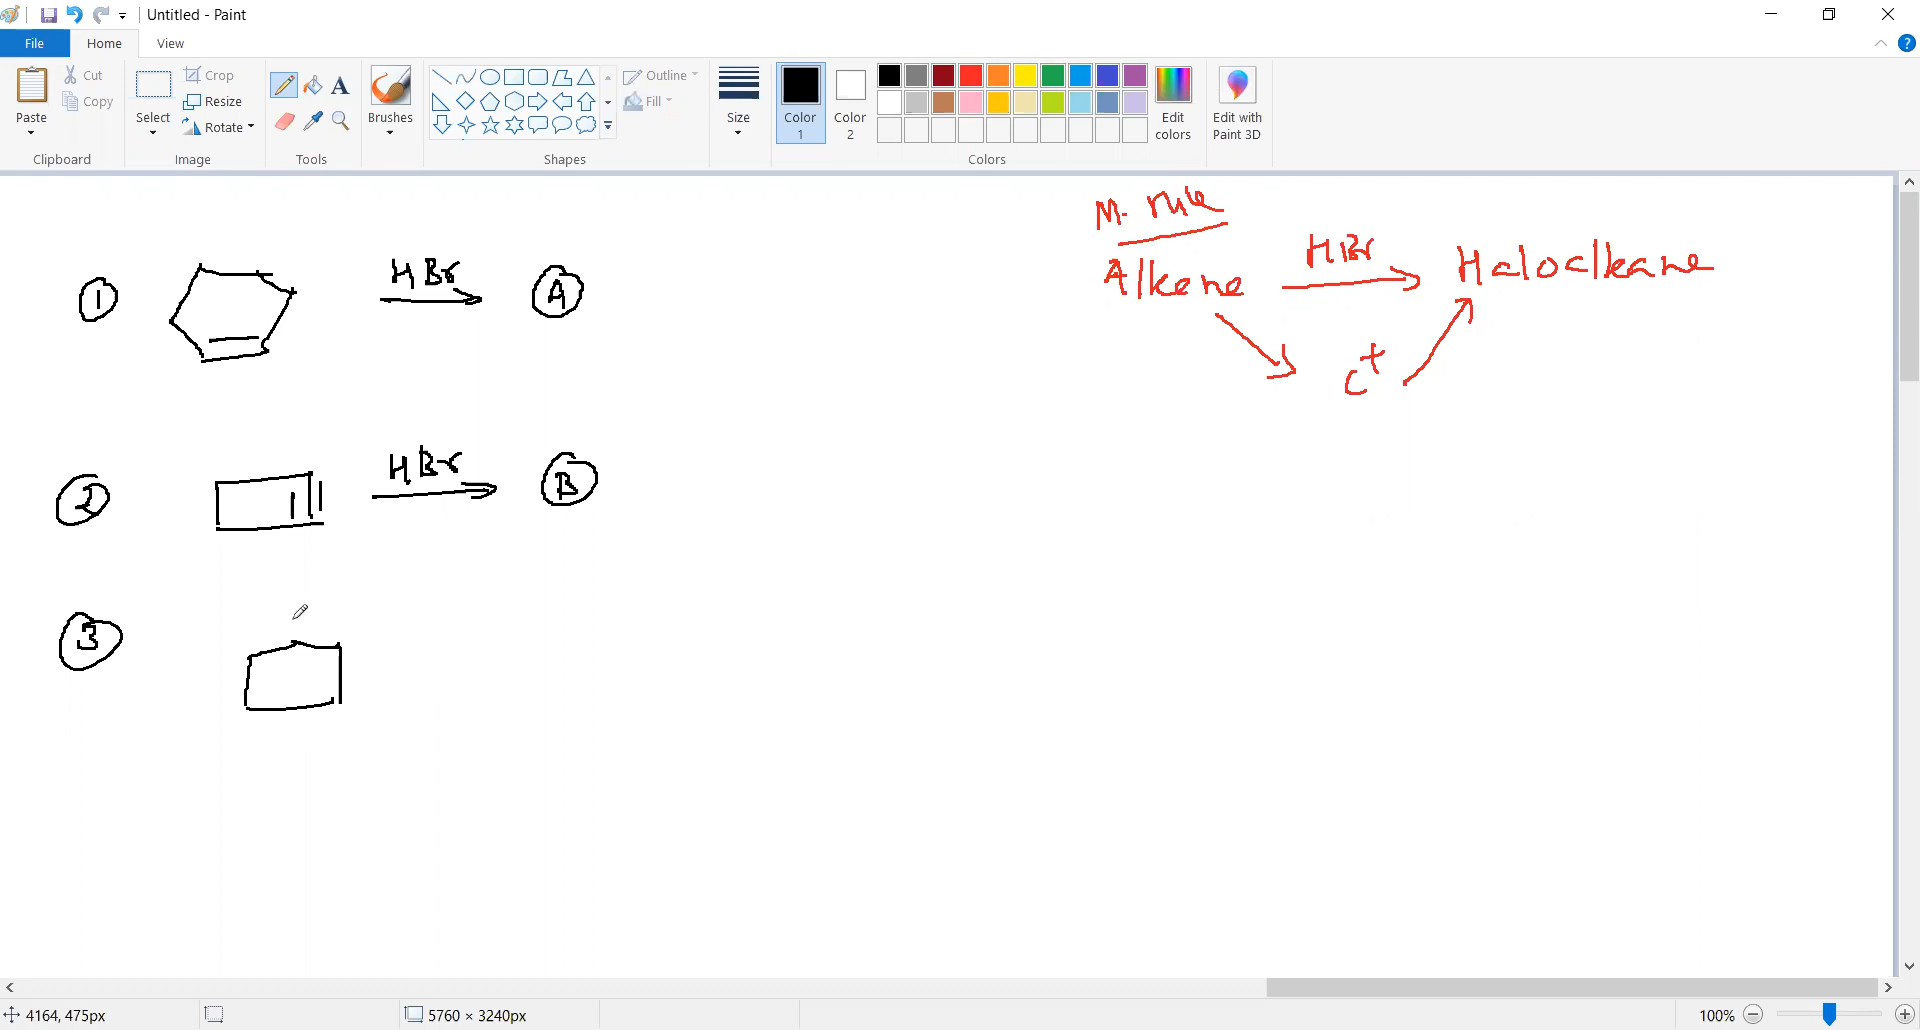 Untitled - Paint
File Home View
Paste
Cut
Copy
Clipboard
Select
Crop
Resize
Rotate
Image
Tools
Brushes
Shapes
Outline
Fill
Size
Color 1
Color 2
Colors
Edit colors
Edit with Paint 3D
M. rule
Alkene HBr Haloalkane
C+
1 HBr A
2 HBr B
3
4164, 475px
5760 × 3240px
100%